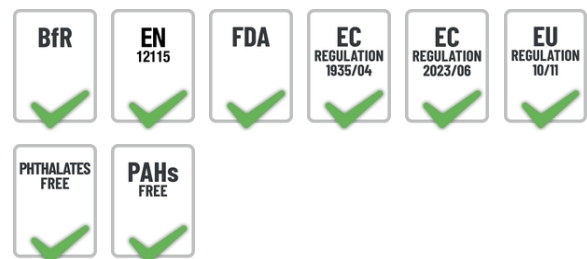 BfR
EN
12115
FDA
EC
REGULATION
1935/04
EC
REGULATION
2023/06
EU
REGULATION
10/11
PHTHALATES
FREE
PAHs
FREE